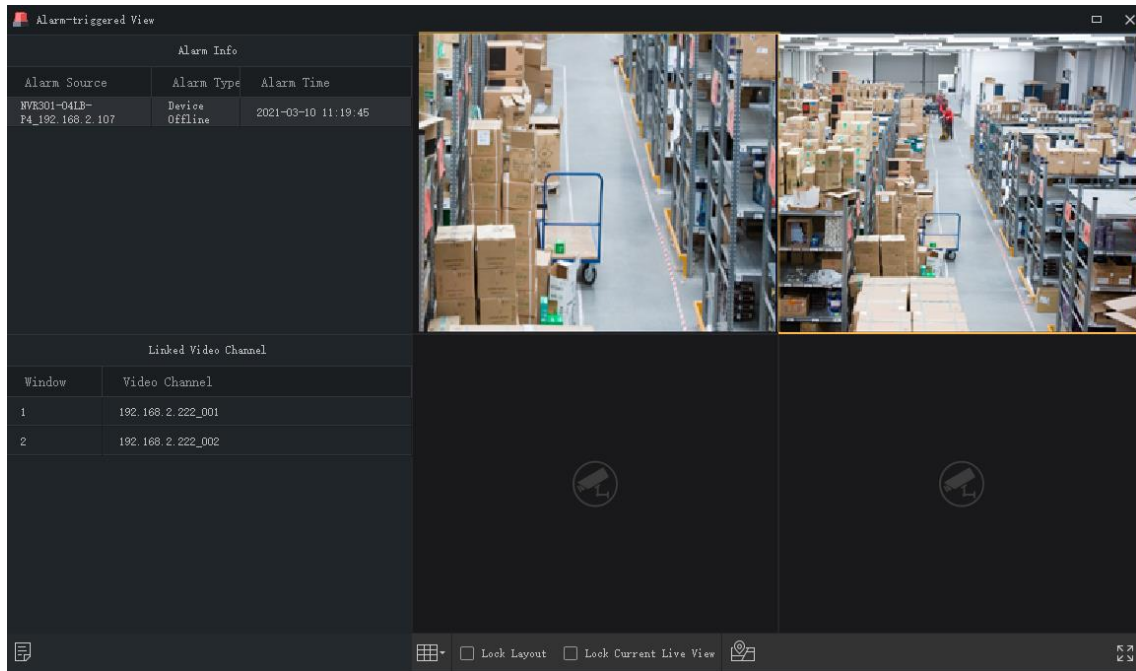 Alarm-triggered View
Alarm Info
Alarm Source Alarm Type Alarm Time
NVR301-04LB-
P4_192.168.2.107
Device
Offline
2021-03-10 11:19:45
Linked Video Channel
Window Video Channel
1 192.168.2.222_001
2 192.168.2.222_002
Lock Layout Lock Current Live View